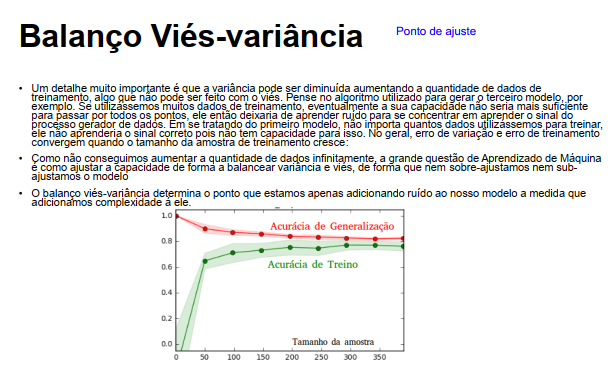 Balanço Viés-variância
Ponto de ajuste
• Um detalhe muito importante é que a variância pode ser diminuída aumentando a quantidade de dados de
treinamento, algo que não pode ser feito com o viés. Pense no algoritmo utilizado para gerar o terceiro modelo, por
exemplo. Se utilizássemos muitos dados de treinamento, eventualmente a sua capacidade não seria mais suficiente
para passar por todos os pontos, ele então deixaria de aprender ruído para se concentrar em aprender o sinal do
processo gerador de dados. Em se tratando do primeiro modelo, não importa quantos dados utilizássemos para treinar,
ele não aprenderia o sinal correto pois não tem capacidade para isso. No geral, erro de variação e erro de treinamento
convergem quando o tamanho da amostra de treinamento cresce:
• Como não conseguimos aumentar a quantidade de dados infinitamente, a grande questão de Aprendizado de Máquina
é como ajustar a capacidade de forma a balancear variância e viés, de forma que nem sobre-ajustamos nem sub-
ajustamos o modelo
• O balanço viés-variância determina o ponto que estamos apenas adicionando ruído ao nosso modelo a medida que
adicionamos complexidade a ele.
1.0
Acurácia de Generalização
0.8
Acurácia de Treino
0.6
0.4
0.2
Tamanho da amostra
0.0
0 50 100 150 200 250 300 350